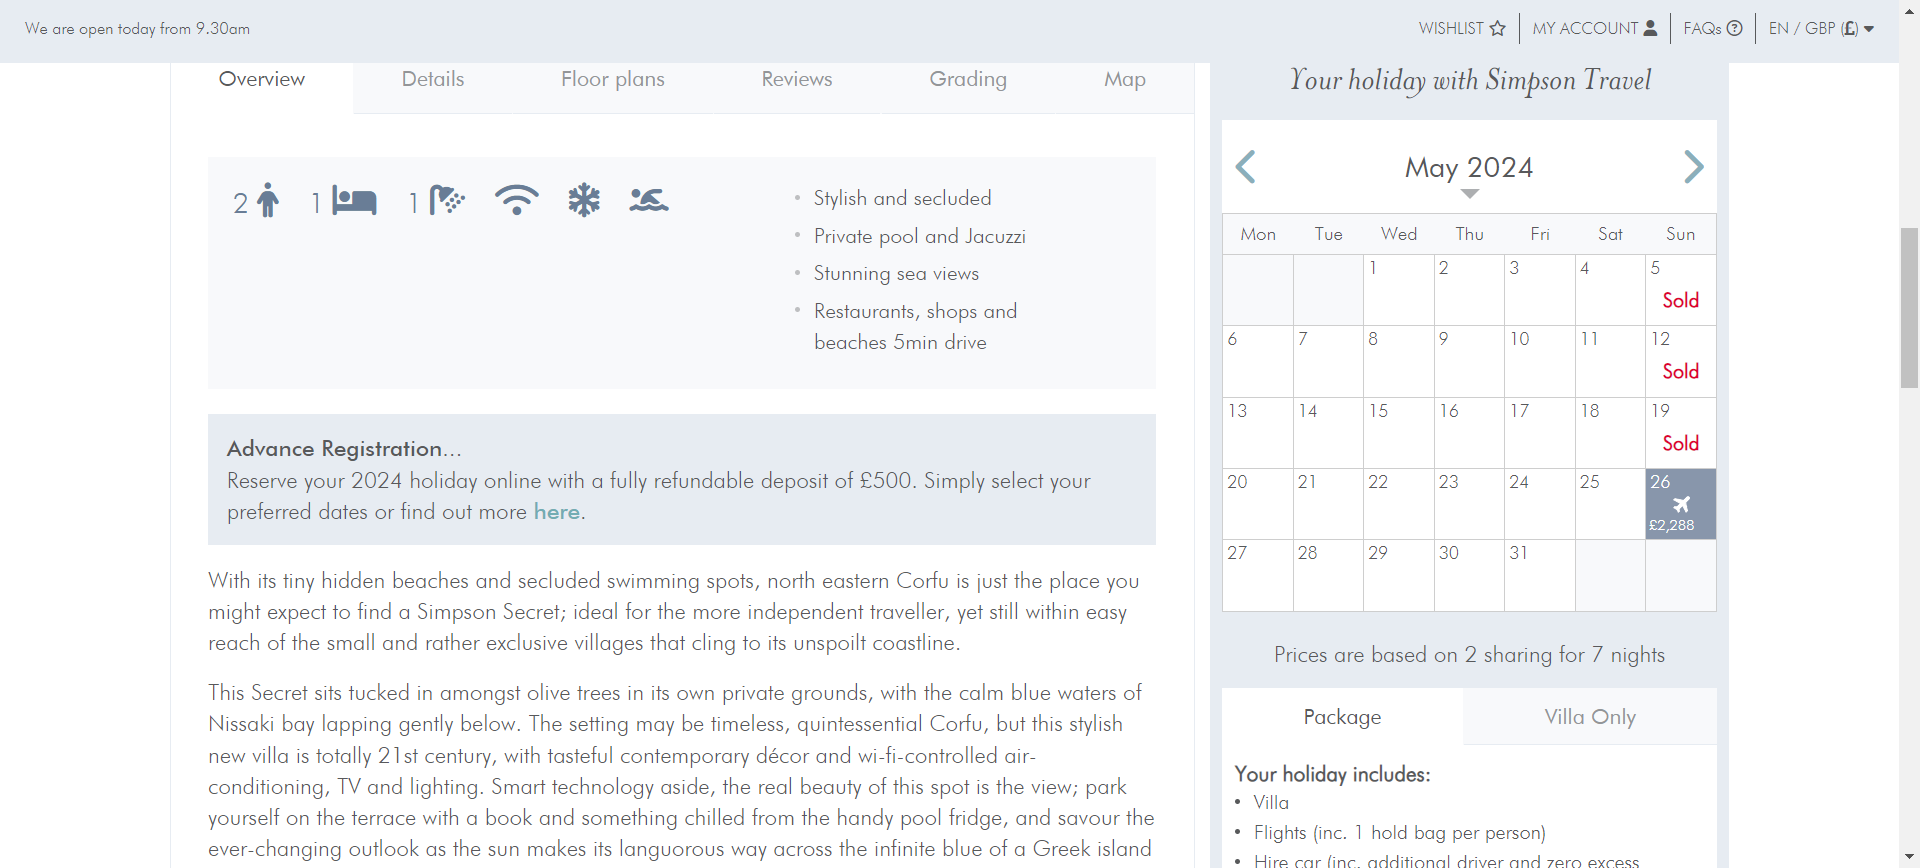 We are open today from 9.30am
WISHLIST
MY ACCOUNT
FAQs
EN / GBP (£)
Overview
Details
Floor plans
Reviews
Grading
Map
2
1
1
• Stylish and secluded
• Private pool and Jacuzzi
• Stunning sea views
• Restaurants, shops and
beaches 5min drive
Advance Registration...
Reserve your 2024 holiday online with a fully refundable deposit of £500. Simply select your
preferred dates or find out more here.
With its tiny hidden beaches and secluded swimming spots, north eastern Corfu is just the place you
might expect to find a Simpson Secret; ideal for the more independent traveller, yet still within easy
reach of the small and rather exclusive villages that cling to its unspoilt coastline.
This Secret sits tucked in amongst olive trees in its own private grounds, with the calm blue waters of
Nissaki bay lapping gently below. The setting may be timeless, quintessential Corfu, but this stylish
new villa is totally 21st century, with tasteful contemporary décor and wi-fi-controlled air-
conditioning, TV and lighting. Smart technology aside, the real beauty of this spot is the view; park
yourself on the terrace with a book and something chilled from the handy pool fridge, and savour the
ever-changing outlook as the sun makes its languorous way across the infinite blue of a Greek island
Your holiday with Simpson Travel
May 2024
Mon Tue Wed Thu Fri Sat Sun
1 2 3 4 5
Sold
6 7 8 9 10 11 12
Sold
13 14 15 16 17 18 19
Sold
20 21 22 23 24 25 26
£2,288
27 28 29 30 31
Prices are based on 2 sharing for 7 nights
Package
Villa Only
Your holiday includes:
• Villa
• Flights (inc. 1 hold bag per person)
• Hire car (inc. additional driver and zero excess